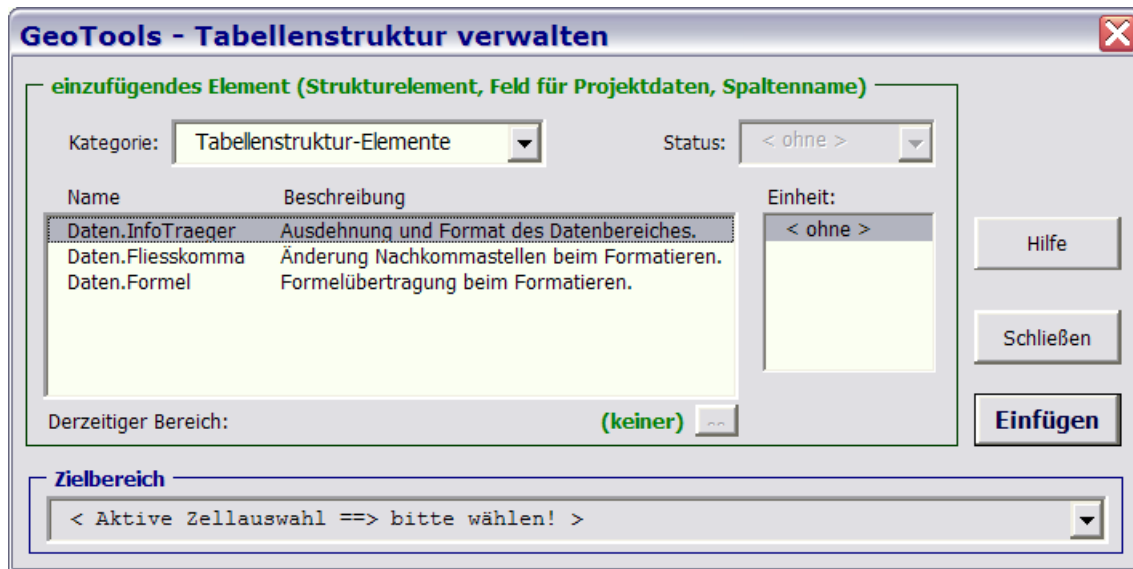 GeoTools - Tabellenstruktur verwalten
einzufügendes Element (Strukturelement, Feld für Projektdaten, Spaltenname)
Kategorie: Tabellenstruktur-Elemente Status: < ohne >
Name Beschreibung Einheit:
Daten.InfoTraeger Ausdehnung und Format des Datenbereiches. < ohne >
Daten.Fliesskomma Änderung Nachkommastellen beim Formatieren.
Daten.Formel Formelübertragung beim Formatieren.
Hilfe
Schließen
Derzeitiger Bereich: (keiner) ...
Einfügen
Zielbereich
< Aktive Zellauswahl ==> bitte wählen! >